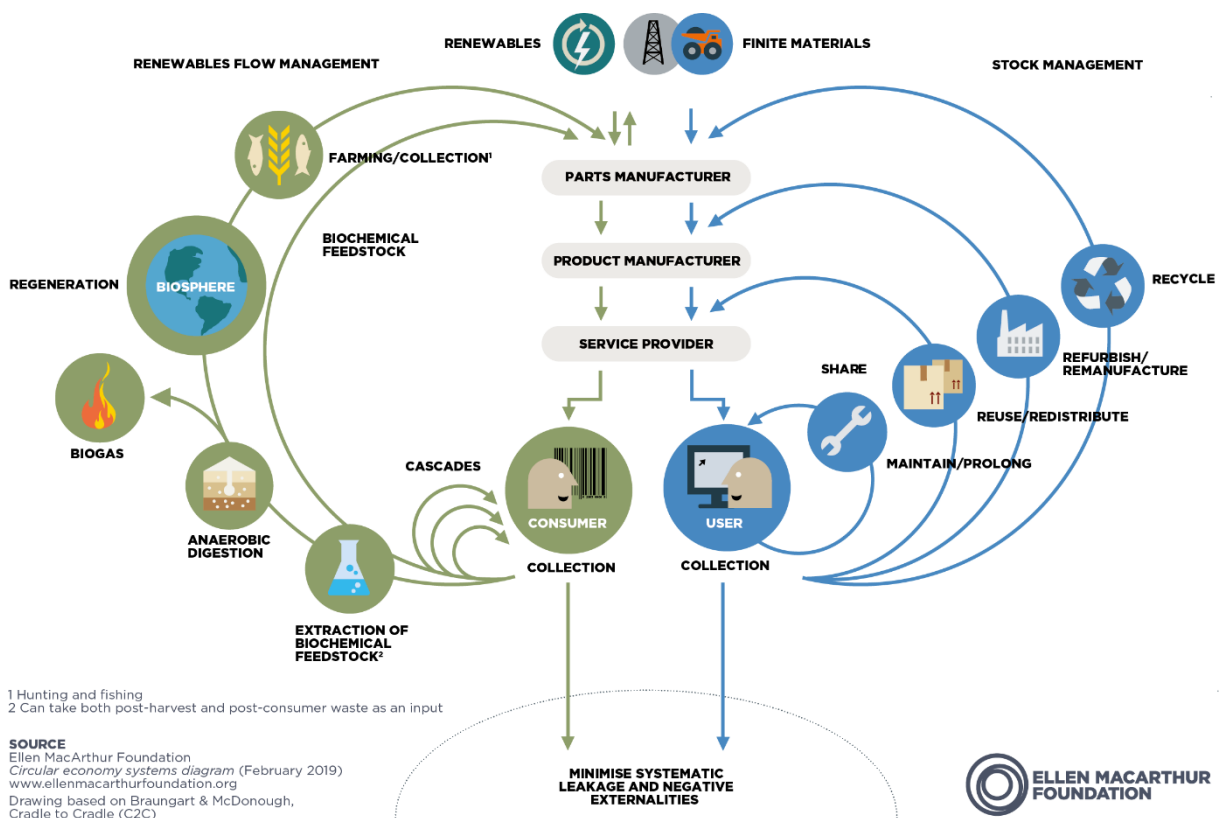 RENEWABLES
FINITE MATERIALS
RENEWABLES FLOW MANAGEMENT
STOCK MANAGEMENT
FARMING/COLLECTION¹
PARTS MANUFACTURER
BIOCHEMICAL
FEEDSTOCK
PRODUCT MANUFACTURER
REGENERATION
BIOSPHERE
RECYCLE
SERVICE PROVIDER
REFURBISH/
REMANUFACTURE
SHARE
REUSE/REDISTRIBUTE
BIOGAS
CASCADES
MAINTAIN/PROLONG
CONSUMER
USER
ANAEROBIC
DIGESTION
COLLECTION
COLLECTION
EXTRACTION OF
BIOCHEMICAL
FEEDSTOCK²
1 Hunting and fishing
2 Can take both post-harvest and post-consumer waste as an input
SOURCE
Ellen MacArthur Foundation
Circular economy systems diagram (February 2019)
www.ellenmacarthurfoundation.org
Drawing based on Braungart & McDonough,
Cradle to Cradle (C2C)
MINIMISE SYSTEMATIC
LEAKAGE AND NEGATIVE
EXTERNALITIES
ELLEN MACARTHUR
FOUNDATION